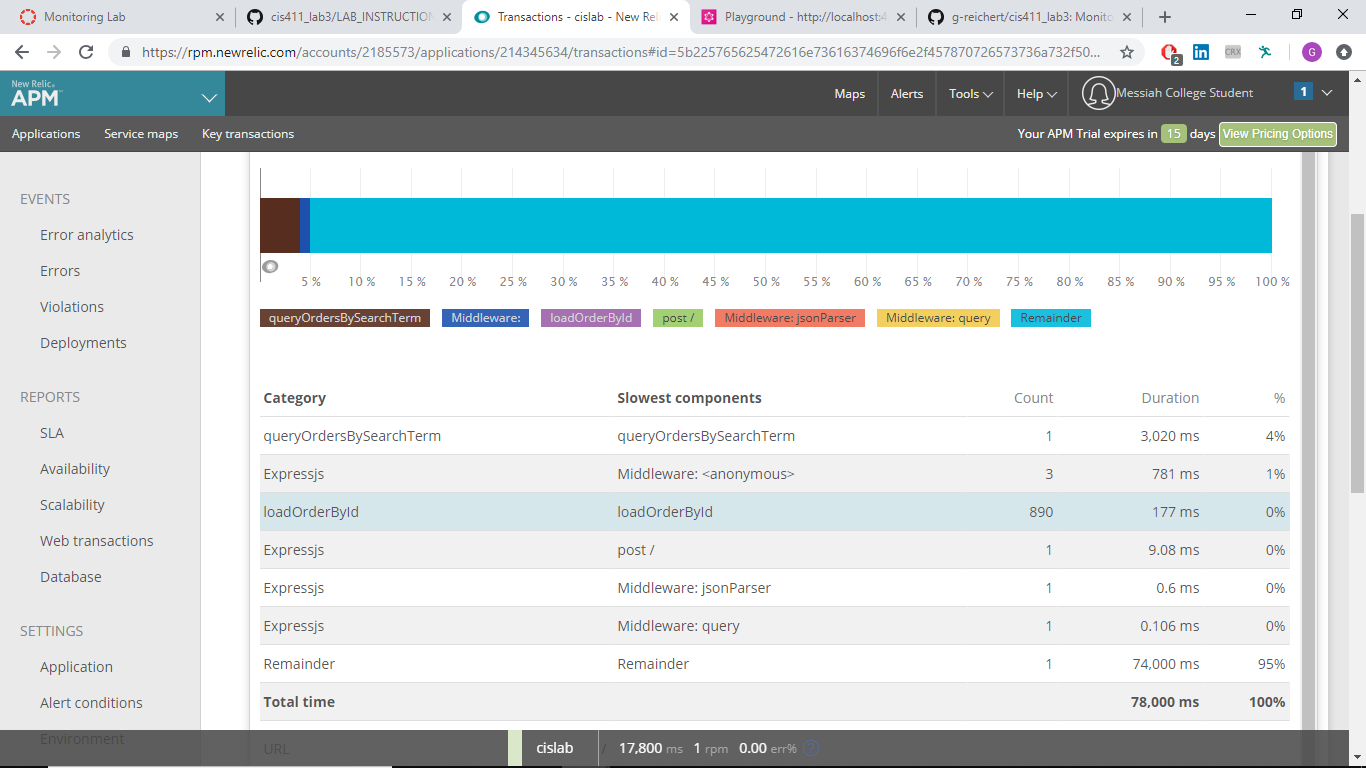 Monitoring Lab
cis411_lab3/LAB_INSTRUCTION
Transactions - cislab - New Reli
Playground - http://localhost:4
g-reichert/cis411_lab3: Monito
https://rpm.newrelic.com/accounts/2185573/applications/214345634/transactions#id=5b225765625472616e73616374696f6e2f457870726573736a732f50...
2
CRX
G
New Relic®
APM™
Maps
Alerts
Tools
Help
Messiah College Student
1
Applications
Service maps
Key transactions
Your APM Trial expires in 15 days
View Pricing Options
EVENTS
Error analytics
Errors
Violations
Deployments
REPORTS
SLA
Availability
Scalability
Web transactions
Database
SETTINGS
Application
Alert conditions
Environment
5 % 10 % 15 % 20 % 25 % 30 % 35 % 40 % 45 % 50 % 55 % 60 % 65 % 70 % 75 % 80 % 85 % 90 % 95 % 100 %
queryOrdersBySearchTerm Middleware: loadOrderById post / Middleware: jsonParser Middleware: query Remainder
Category Slowest components Count Duration %
queryOrdersBySearchTerm queryOrdersBySearchTerm 1 3,020 ms 4%
Expressjs Middleware: <anonymous> 3 781 ms 1%
loadOrderById loadOrderById 890 177 ms 0%
Expressjs post / 1 9.08 ms 0%
Expressjs Middleware: jsonParser 1 0.6 ms 0%
Expressjs Middleware: query 1 0.106 ms 0%
Remainder Remainder 1 74,000 ms 95%
Total time 78,000 ms 100%
URL /
cislab 17,800 ms 1 rpm 0.00 err% ?